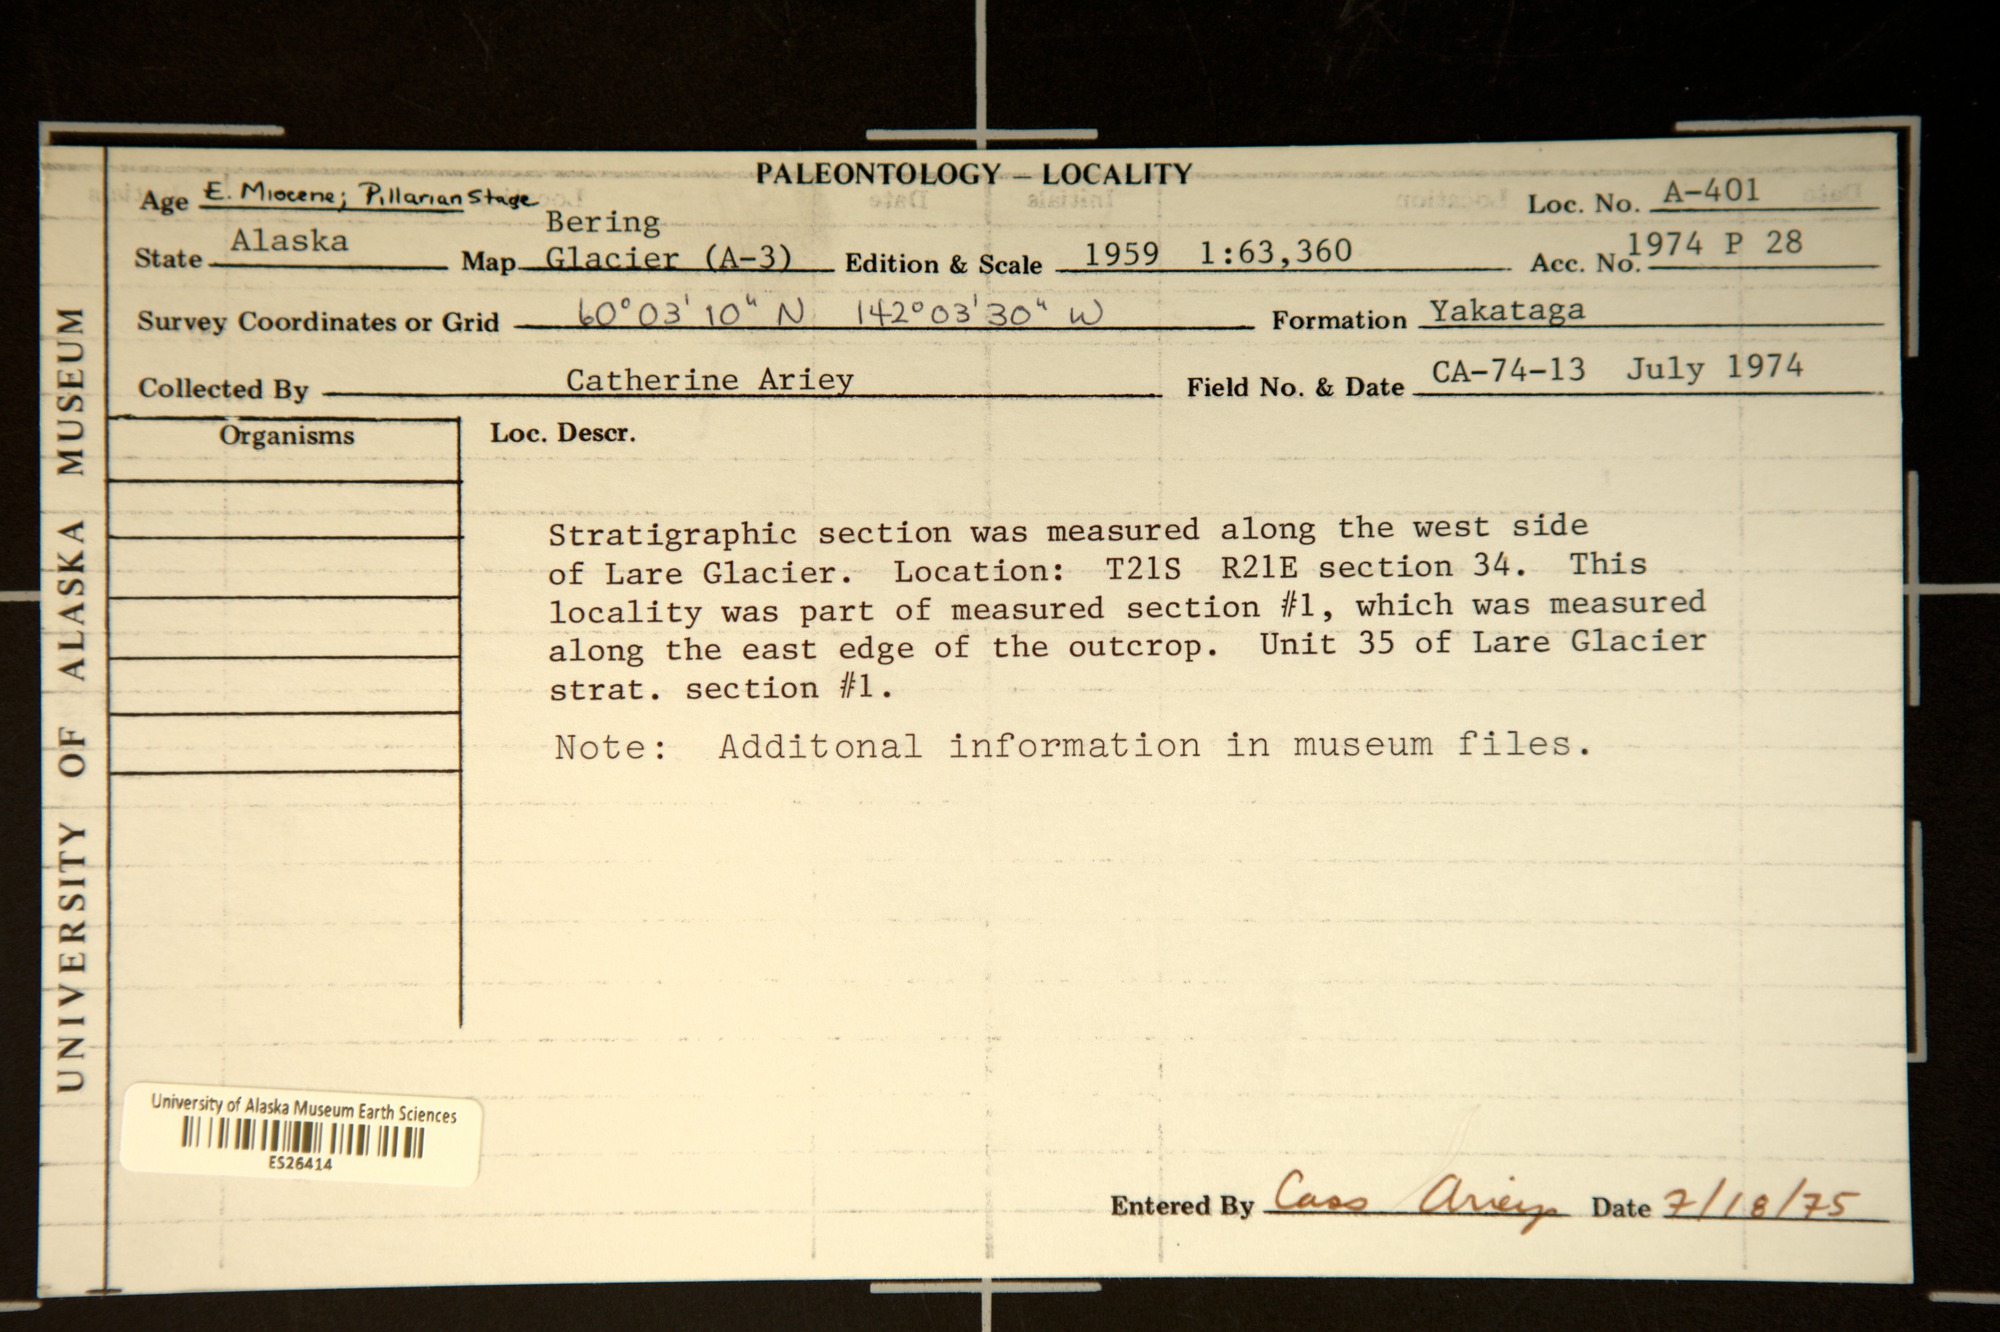 PALEONTOLOGY – LOCALITY
Age E. Miocene; Pillarian Stage
Loc. No. A-401
State Alaska Map Bering Glacier (A-3) Edition & Scale 1959 1:63,360
Acc. No. 1974 P 28
Survey Coordinates or Grid 60°03'10" N 142°03'30" W Formation Yakataga
Collected By Catherine Ariey Field No. & Date CA-74-13 July 1974
Organisms
Loc. Descr.
Stratigraphic section was measured along the west side
of Lare Glacier. Location: T21S R21E section 34. This
locality was part of measured section #1, which was measured
along the east edge of the outcrop. Unit 35 of Lare Glacier
strat. section #1.
Note: Additonal information in museum files.
UNIVERSITY OF ALASKA MUSEUM
University of Alaska Museum Earth Sciences
ES26414
Entered By Cass Ariey Date 7/18/75